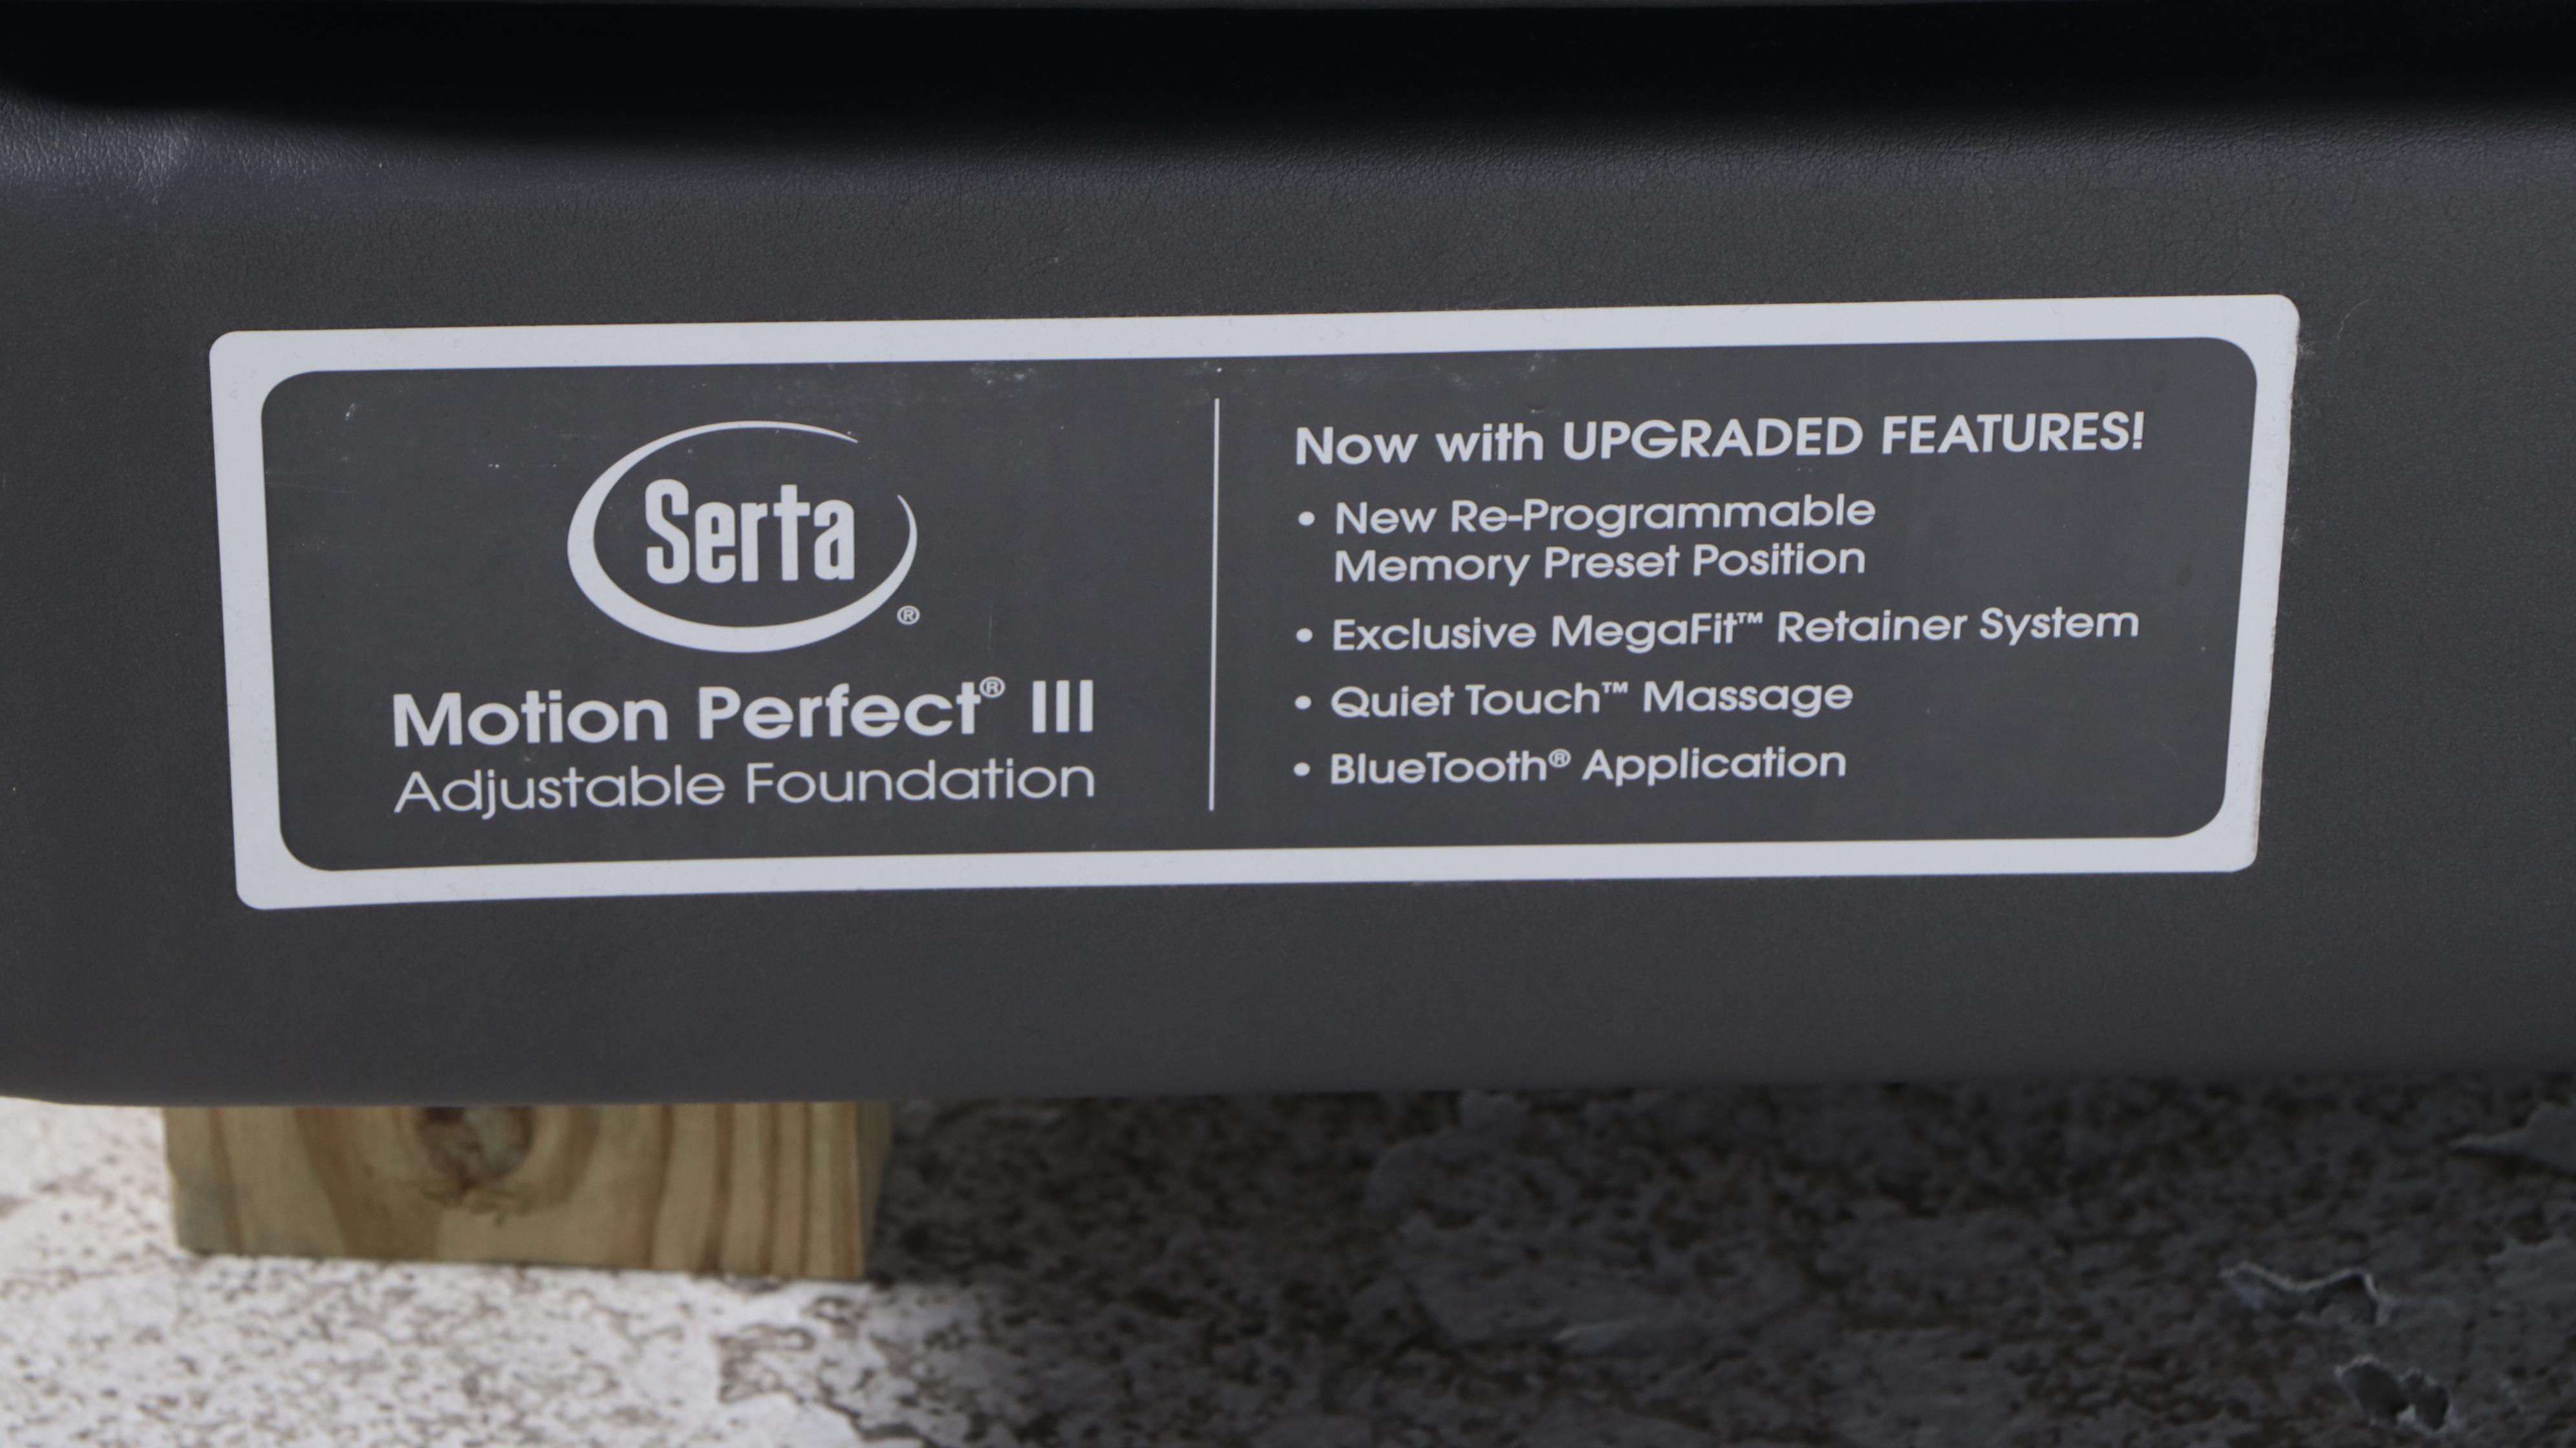 Serta®
Motion Perfect® III
Adjustable Foundation
Now with UPGRADED FEATURES!
• New Re-Programmable
Memory Preset Position
• Exclusive MegaFit™ Retainer System
• Quiet Touch™ Massage
• BlueTooth® Application